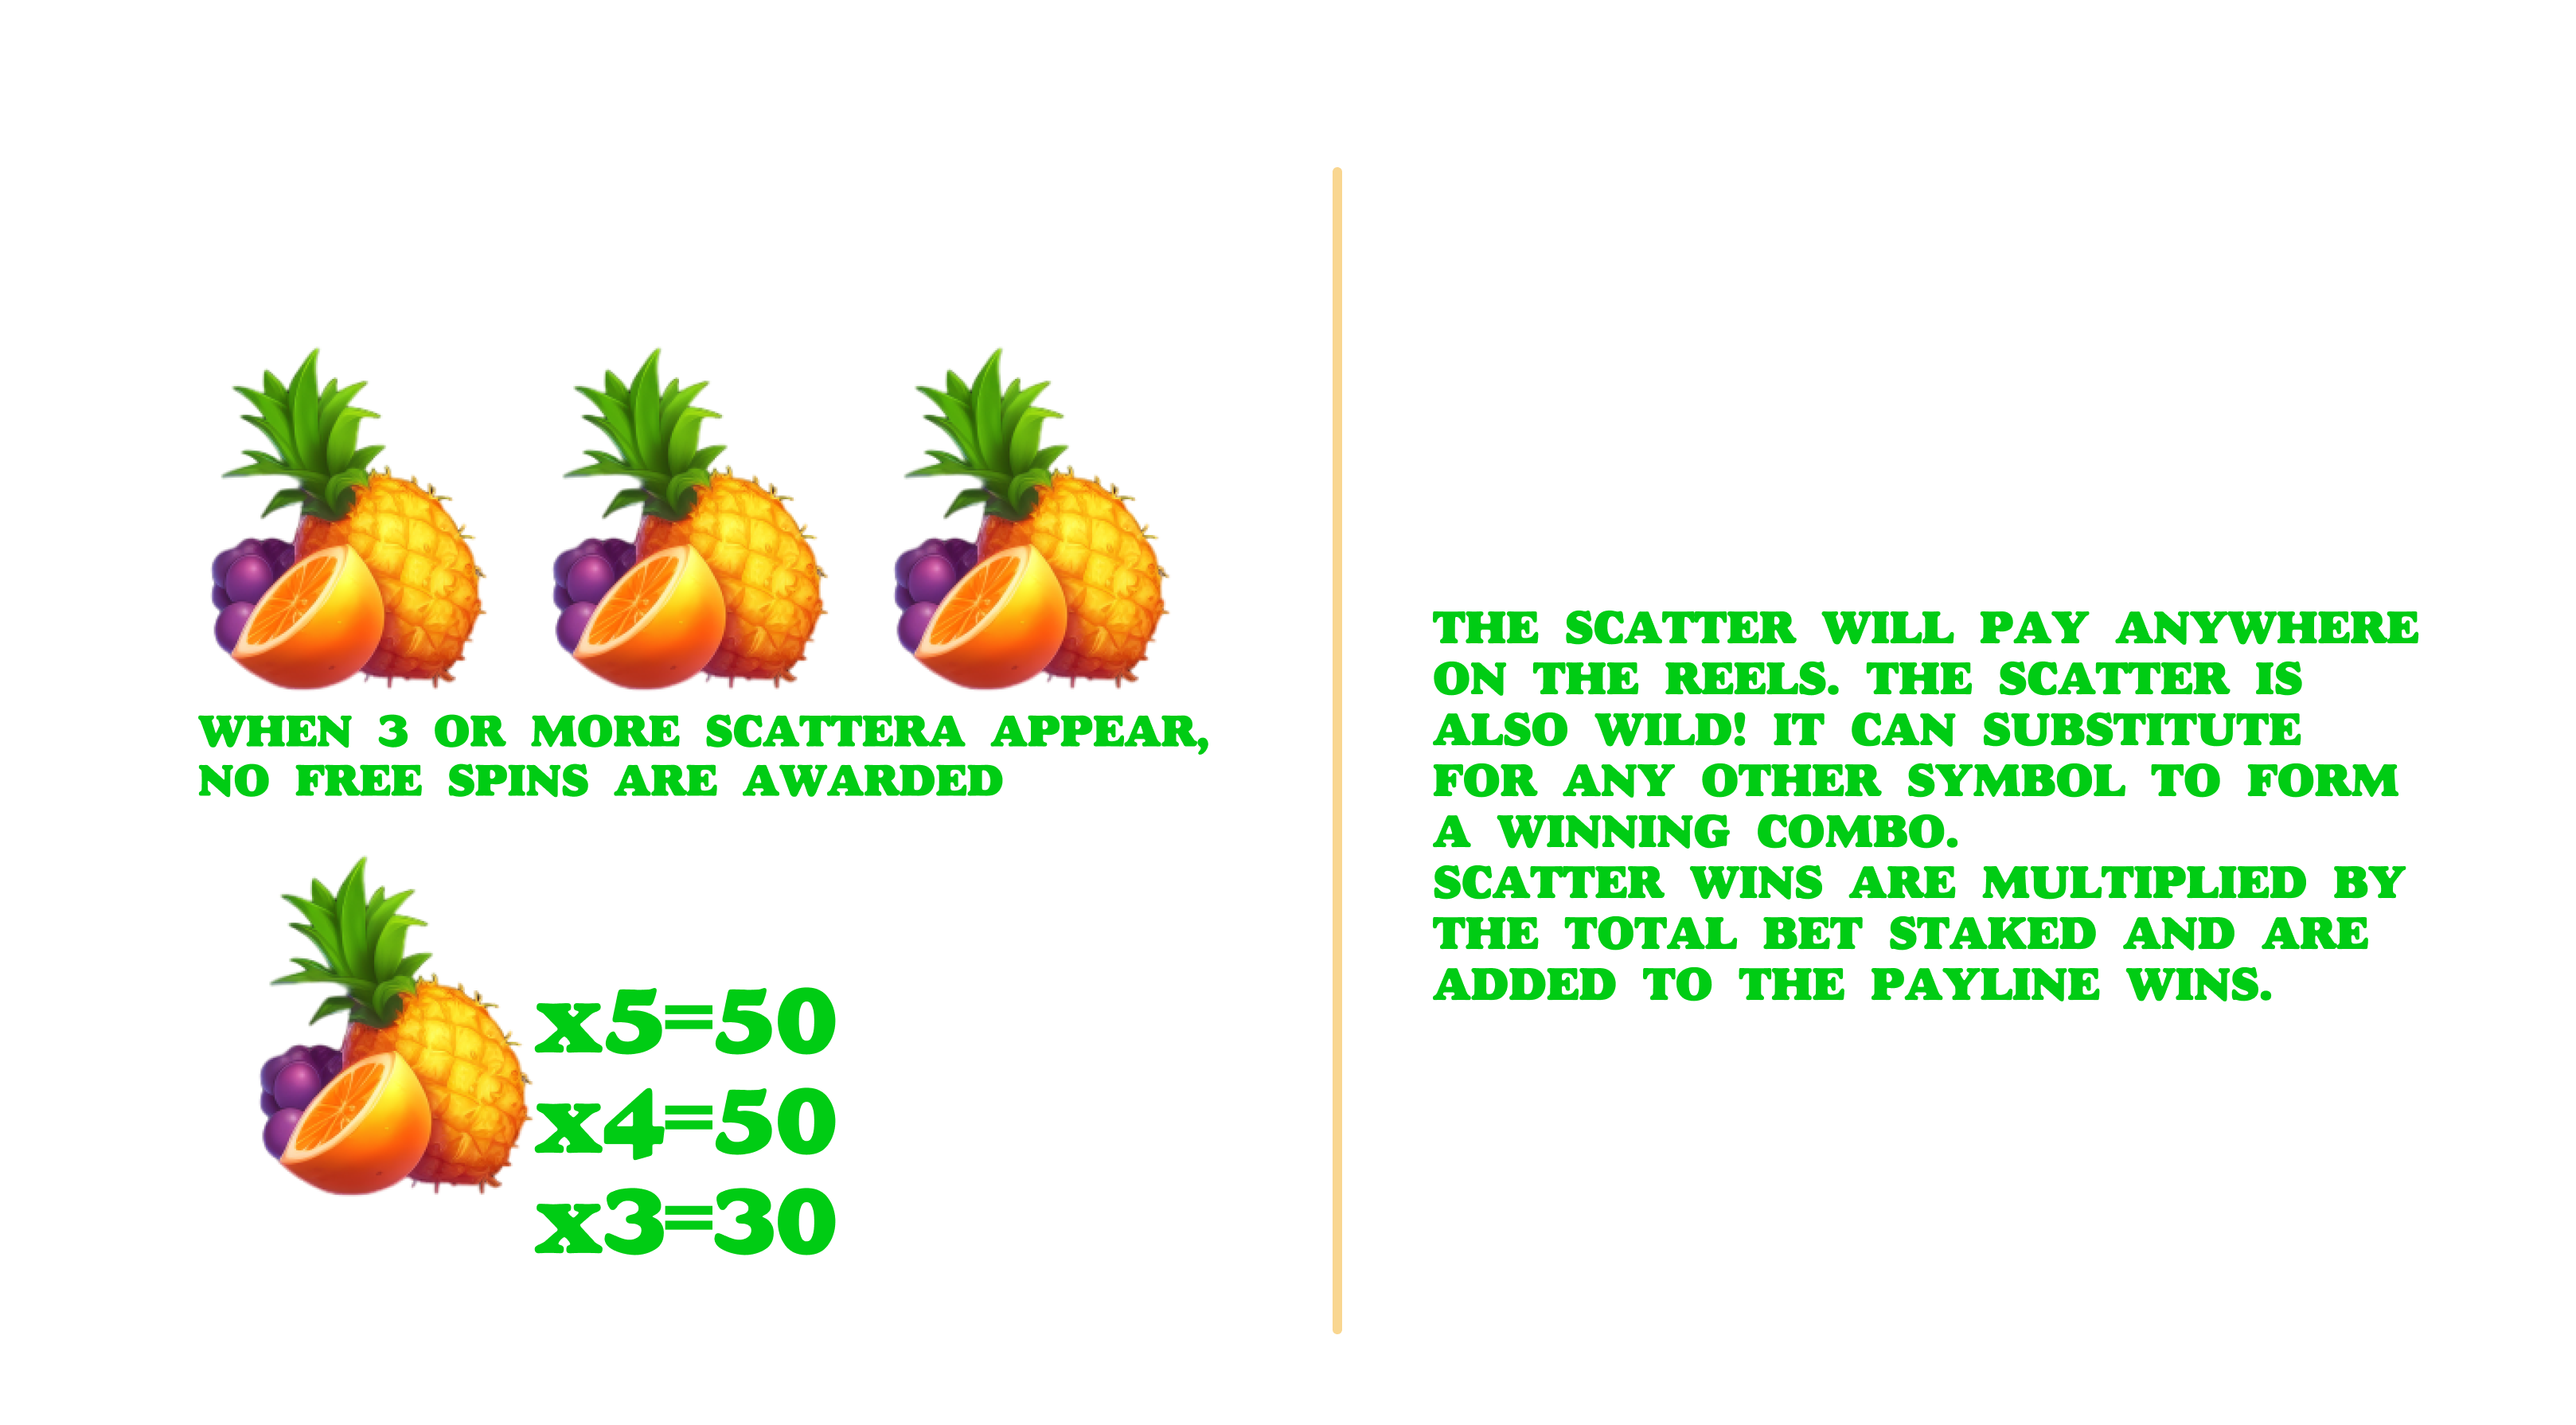 WHEN 3 OR MORE SCATTERA APPEAR,
NO FREE SPINS ARE AWARDED
x5=50
x4=50
x3=30
THE SCATTER WILL PAY ANYWHERE
ON THE REELS. THE SCATTER IS
ALSO WILD! IT CAN SUBSTITUTE
FOR ANY OTHER SYMBOL TO FORM
A WINNING COMBO.
SCATTER WINS ARE MULTIPLIED BY
THE TOTAL BET STAKED AND ARE
ADDED TO THE PAYLINE WINS.